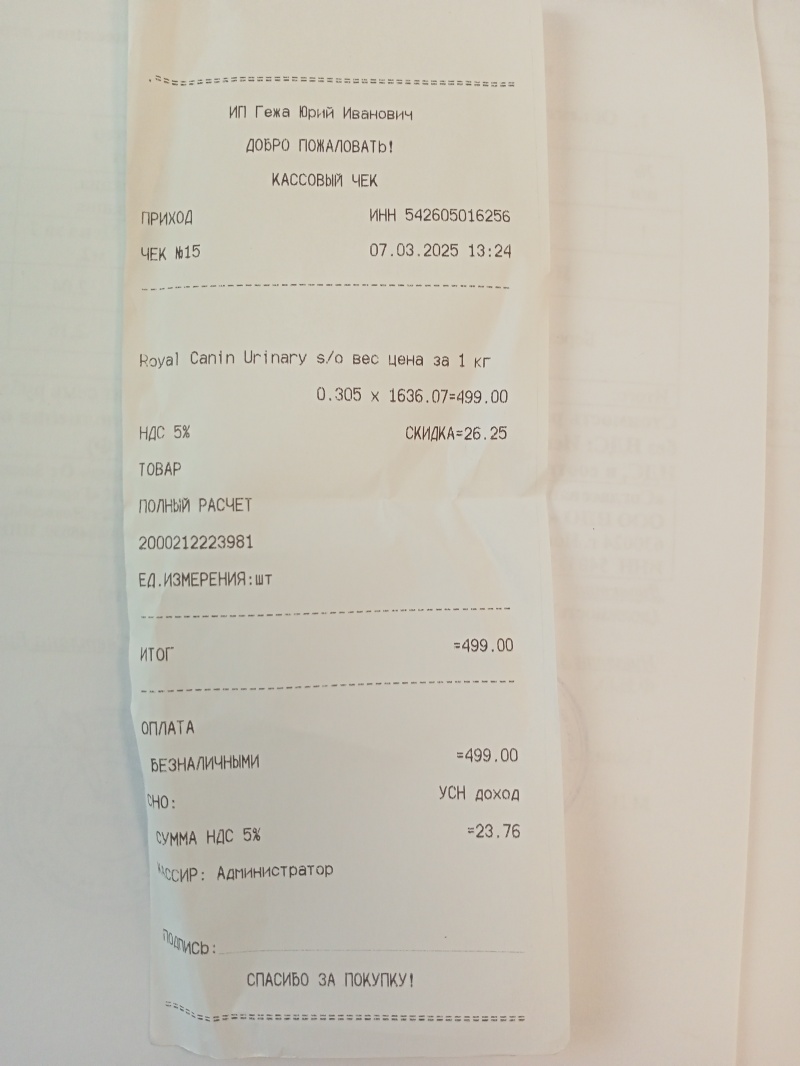 ИП Гежа Юрий Иванович
ДОБРО ПОЖАЛОВАТЬ!
КАССОВЫЙ ЧЕК
ПРИХОД ИНН 542605016256
ЧЕК №15 07.03.2025 13:24
Royal Canin Urinary s/o вес цена за 1 кг
0.305 x 1636.07=499.00
НДС 5% СКИДКА=26.25
ТОВАР
ПОЛНЫЙ РАСЧЕТ
2000212223981
ЕД.ИЗМЕРЕНИЯ:шт
ИТОГ =499.00
ОПЛАТА
БЕЗНАЛИЧНЫМИ =499.00
СНО: УСН доход
СУММА НДС 5% =23.76
КАССИР: Администратор
ПОДПИСЬ:
СПАСИБО ЗА ПОКУПКУ!